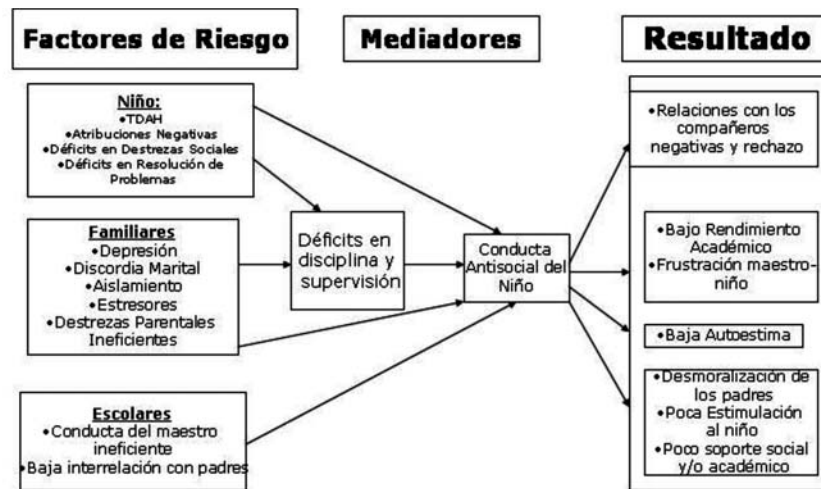 Factores de Riesgo
Mediadores
Resultado
Niño:
•TDAH
•Atribuciones Negativas
•Déficits en Destrezas Sociales
•Déficits en Resolución de
Problemas
Familiares
•Depresión
•Discordia Marital
•Aislamiento
•Estresores
•Destrezas Parentales
Ineficientes
Escolares
•Conducta del maestro
ineficiente
•Baja interrelación con padres
Déficits en
disciplina y
supervisión
Conducta
Antisocial del
Niño
•Relaciones con los
compañeros
negativas y rechazo
•Bajo Rendimiento
Académico
•Frustración maestro-
niño
•Baja Autoestima
•Desmoralización de
los padres
•Poca Estimulación
al niño
•Poco soporte social
y/o académico